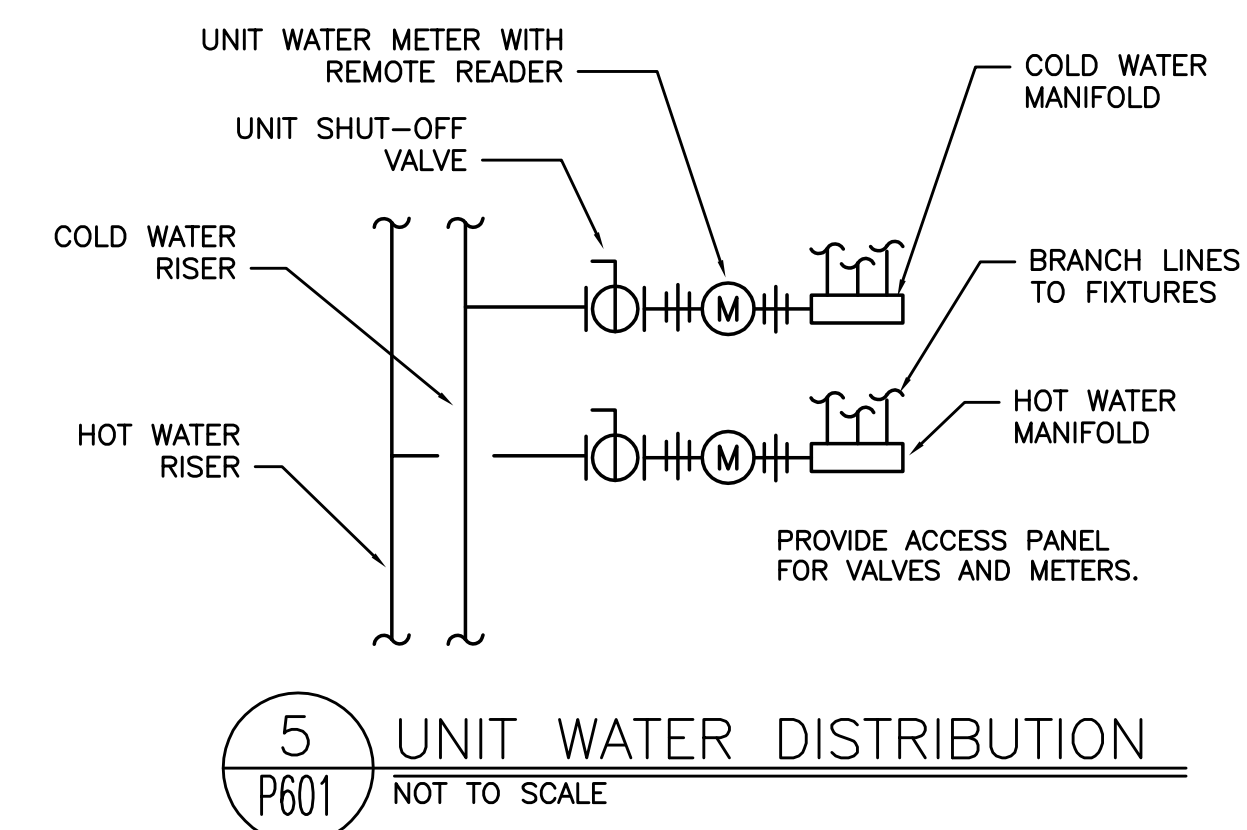 UNIT WATER METER WITH
REMOTE READER
COLD WATER
MANIFOLD
UNIT SHUT-OFF
VALVE
COLD WATER
RISER
BRANCH LINES
TO FIXTURES
M
HOT WATER
MANIFOLD
HOT WATER
RISER
M
PROVIDE ACCESS PANEL
FOR VALVES AND METERS.
5
P601
UNIT WATER DISTRIBUTION
NOT TO SCALE